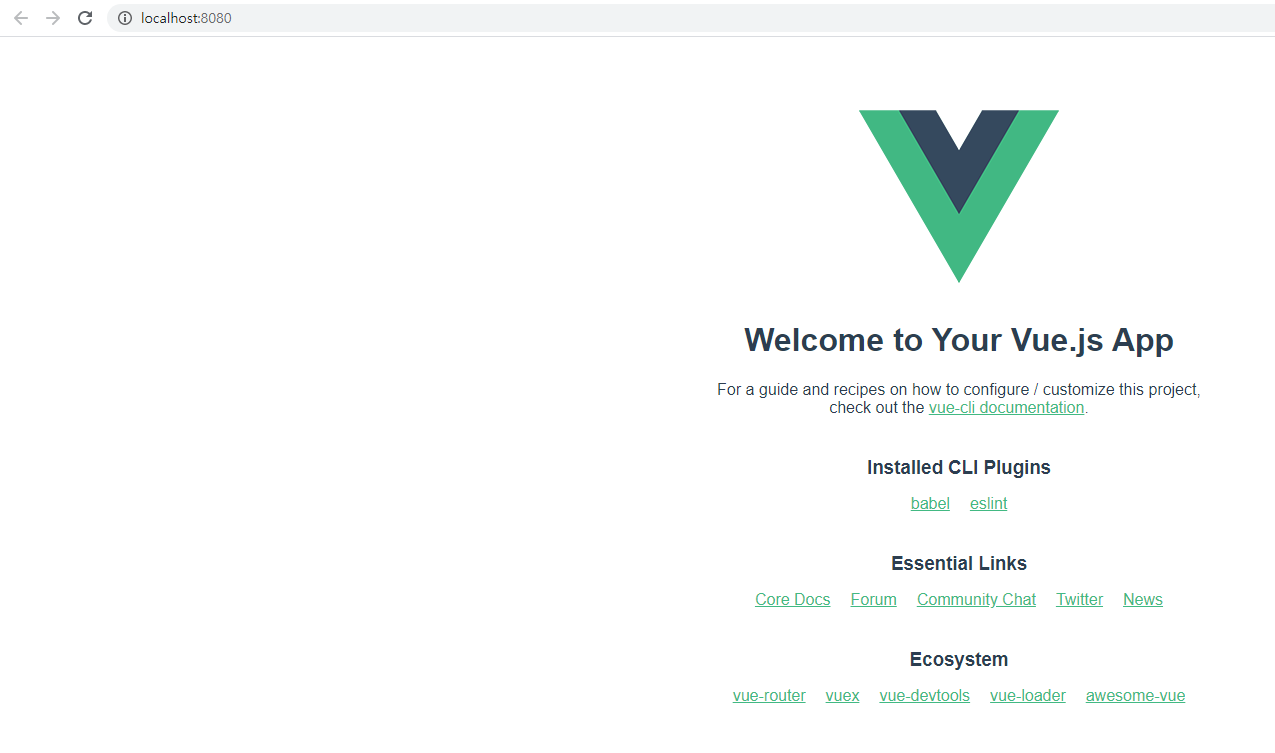 localhost:8080
Welcome to Your Vue.js App
For a guide and recipes on how to configure / customize this project,
check out the vue-cli documentation.
Installed CLI Plugins
babel eslint
Essential Links
Core Docs Forum Community Chat Twitter News
Ecosystem
vue-router vuex vue-devtools vue-loader awesome-vue